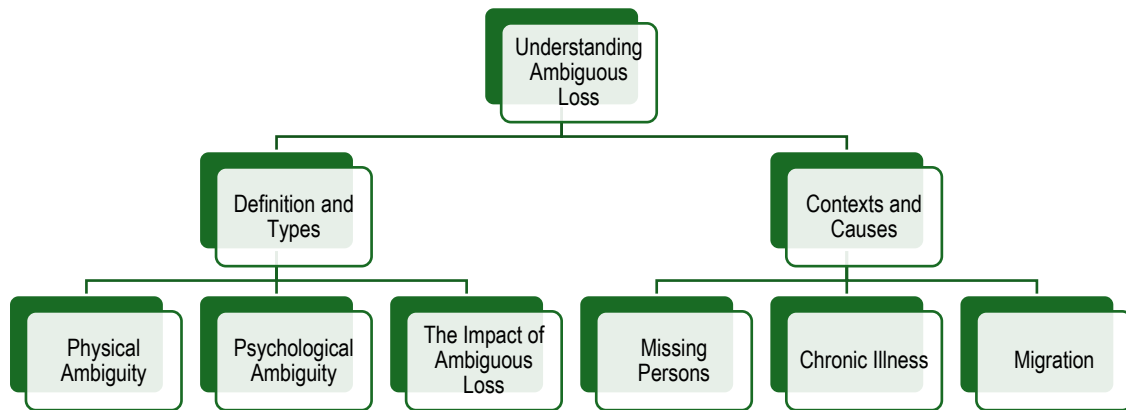 Understanding
Ambiguous
Loss
Definition and
Types
Contexts and
Causes
Physical
Ambiguity
Psychological
Ambiguity
The Impact of
Ambiguous
Loss
Missing
Persons
Chronic Illness
Migration